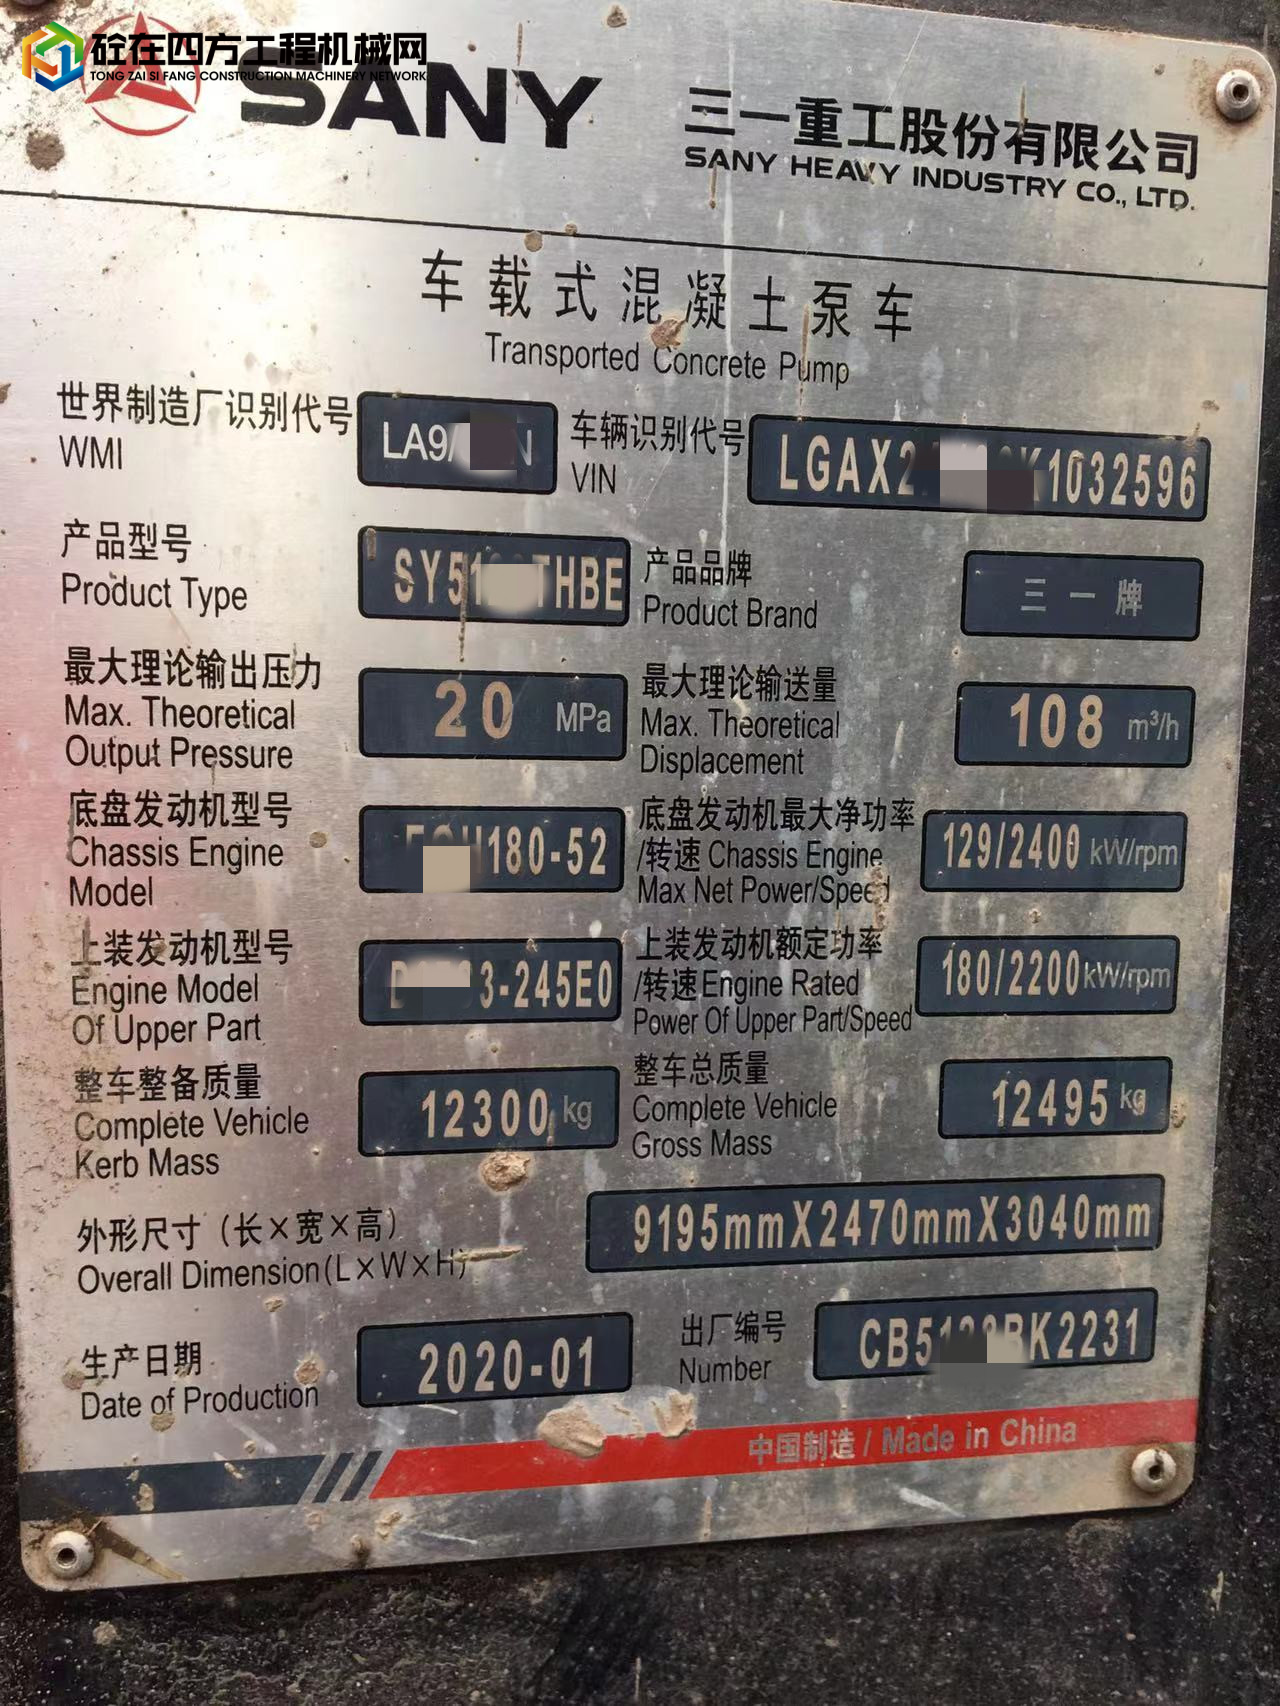 砼在四方工程机械网
TONG ZAI SI FANG CONSTRUCTION MACHINERY NETWORK
SANY
三一重工股份有限公司
SANY HEAVY INDUSTRY CO., LTD.
车载式混凝土泵车
Transported Concrete Pump
世界制造厂识别代号
WMI
LA9
车辆识别代号
VIN
LGAX2 K1032596
产品型号
Product Type
SY51 THBE
产品品牌
Product Brand
三一牌
最大理论输出压力
Max. Theoretical
Output Pressure
20 MPa
最大理论输送量
Max. Theoretical
Displacement
108 m³/h
底盘发动机型号
Chassis Engine
Model
180-52
底盘发动机最大净功率
/转速 Chassis Engine
Max Net Power/Speed
129/2400 kW/rpm
上装发动机型号
Engine Model
Of Upper Part
3-245E0
上装发动机额定功率
/转速 Engine Rated
Power Of Upper Part/Speed
180/2200 kW/rpm
整车整备质量
Complete Vehicle
Kerb Mass
12300 kg
整车总质量
Complete Vehicle
Gross Mass
12495 kg
外形尺寸 (长×宽×高)
Overall Dimension(L×W×H)
9195mmX2470mmX3040mm
生产日期
Date of Production
2020-01
出厂编号
Number
CB51 BK2231
中国制造 / Made in China